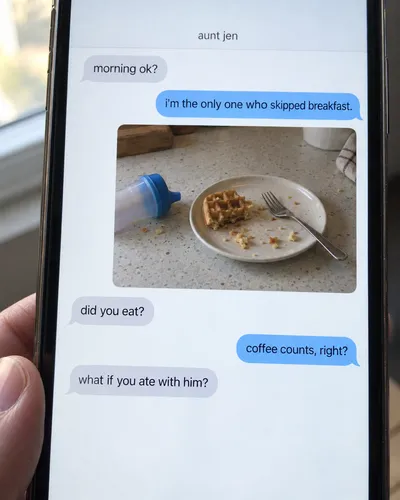 aunt jen
morning ok?
i'm the only one who skipped breakfast.
did you eat?
coffee counts, right?
what if you ate with him?